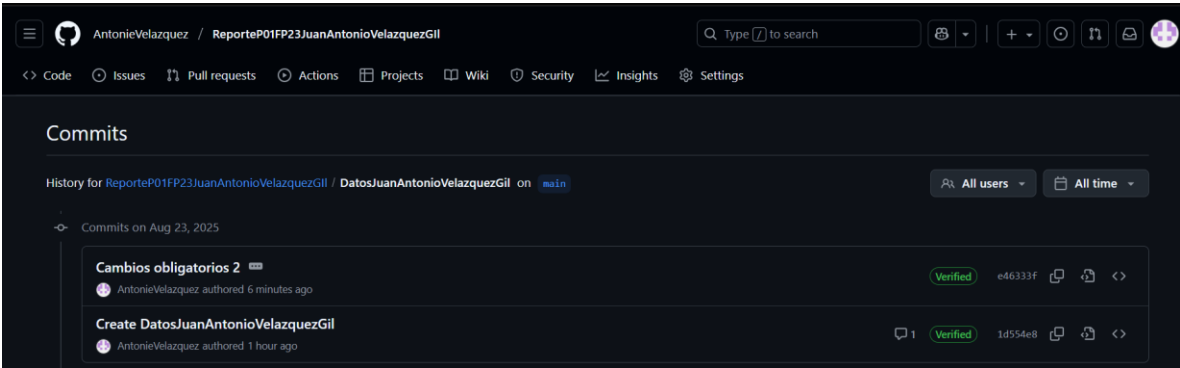 AntonieVelazquez / ReporteP01FP23JuanAntonioVelazquezGIl
Type / to search
Code Issues Pull requests Actions Projects Wiki Security Insights Settings
Commits
History for ReporteP01FP23JuanAntonioVelazquezGIl / DatosJuanAntonioVelazquezGil on main
All users All time
Commits on Aug 23, 2025
Cambios obligatorios 2
Verified e46333f
AntonieVelazquez authored 6 minutes ago
Create DatosJuanAntonioVelazquezGil
1 Verified 1d554e8
AntonieVelazquez authored 1 hour ago